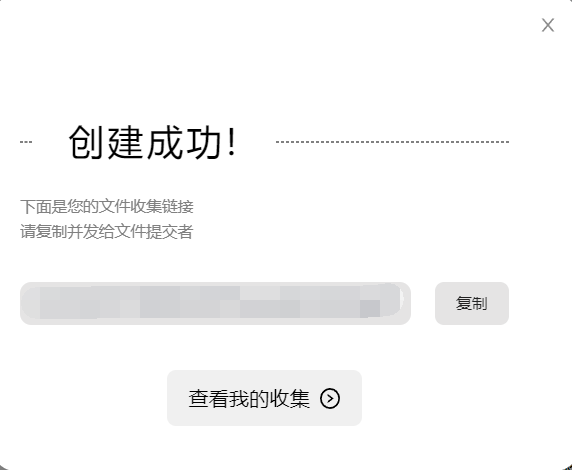 创建成功!
下面是您的文件收集链接
请复制并发给文件提交者
复制
查看我的收集